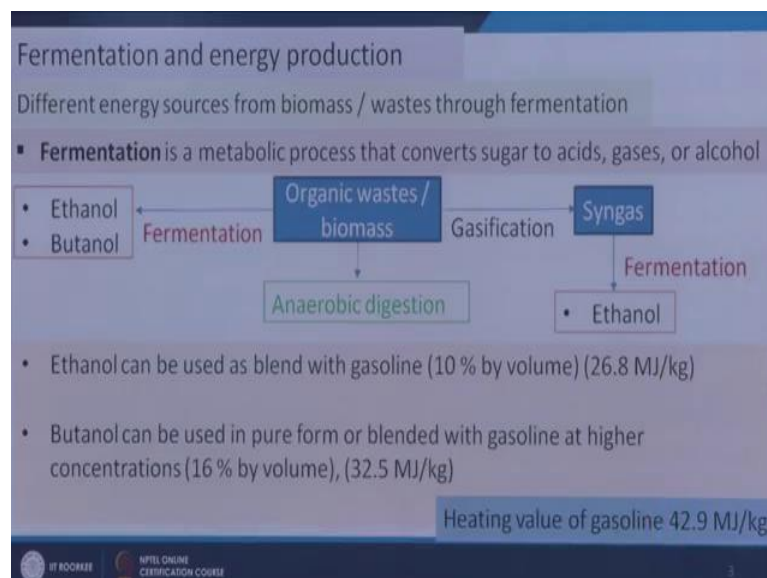 Fermentation and energy production
Different energy sources from biomass / wastes through fermentation
▪ Fermentation is a metabolic process that converts sugar to acids, gases, or alcohol
• Ethanol
• Butanol
Fermentation
Organic wastes /
biomass
Gasification
Syngas
Fermentation
Anaerobic digestion
• Ethanol
• Ethanol can be used as blend with gasoline (10 % by volume) (26.8 MJ/kg)
• Butanol can be used in pure form or blended with gasoline at higher
concentrations (16 % by volume), (32.5 MJ/kg)
Heating value of gasoline 42.9 MJ/kg
IIT ROORKEE
NPTEL ONLINE
CERTIFICATION COURSE
3